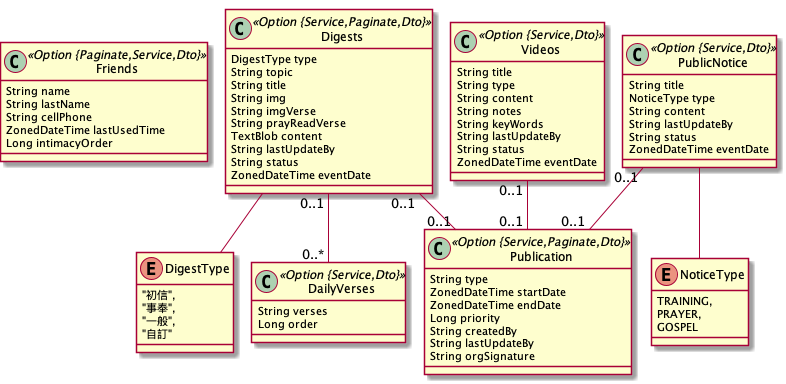 C
«Option {Paginate,Service,Dto}»
Friends
String name
String lastName
String cellPhone
ZonedDateTime lastUsedTime
Long intimacyOrder
C
«Option {Service,Paginate,Dto}»
Digests
DigestType type
String topic
String title
String img
String imgVerse
String prayReadVerse
TextBlob content
String lastUpdateBy
String status
ZonedDateTime eventDate
C
«Option {Service,Dto}»
Videos
String title
String type
String content
String notes
String keyWords
String lastUpdateBy
String status
ZonedDateTime eventDate
C
«Option {Service,Dto}»
PublicNotice
String title
NoticeType type
String content
String lastUpdateBy
String status
ZonedDateTime eventDate
0..1
0..1
0..1
0..1
0..*
0..1
0..1
0..1
E
DigestType
"初信",
"事奉",
"一般",
"自訂"
C
«Option {Service,Dto}»
DailyVerses
String verses
Long order
C
«Option {Service,Paginate,Dto}»
Publication
String type
ZonedDateTime startDate
ZonedDateTime endDate
Long priority
String createdBy
String lastUpdateBy
String orgSignature
E
NoticeType
TRAINING,
PRAYER,
GOSPEL